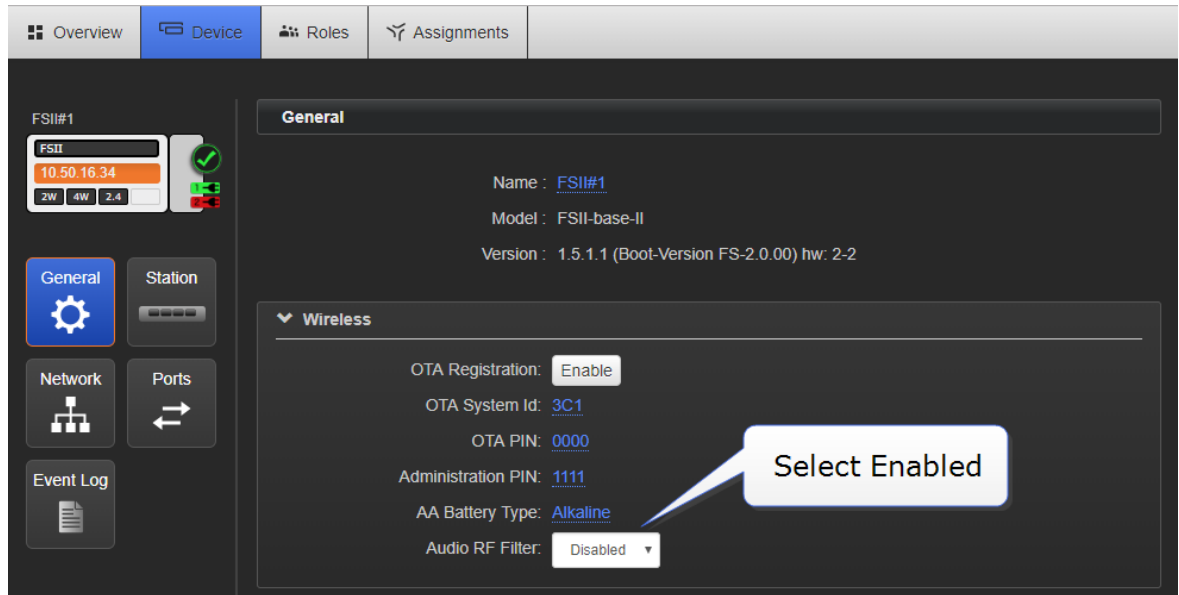 Overview
Device
Roles
Assignments
FSII#1
FSII
10.50.16.34
2W 4W 2.4
1
2
General
Station
Network
Ports
Event Log
General
Name : FSII#1
Model : FSII-base-II
Version : 1.5.1.1 (Boot-Version FS-2.0.00) hw: 2-2
Wireless
OTA Registration: Enable
OTA System Id: 3C1
OTA PIN: 0000
Administration PIN: 1111
AA Battery Type: Alkaline
Audio RF Filter: Disabled
Select Enabled